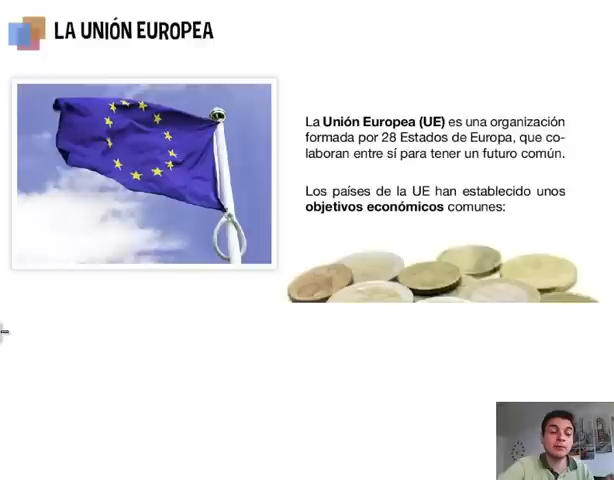 LA UNIÓN EUROPEA
La Unión Europea (UE) es una organización
formada por 28 Estados de Europa, que co-
laboran entre sí para tener un futuro común.
Los países de la UE han establecido unos
objetivos económicos comunes: